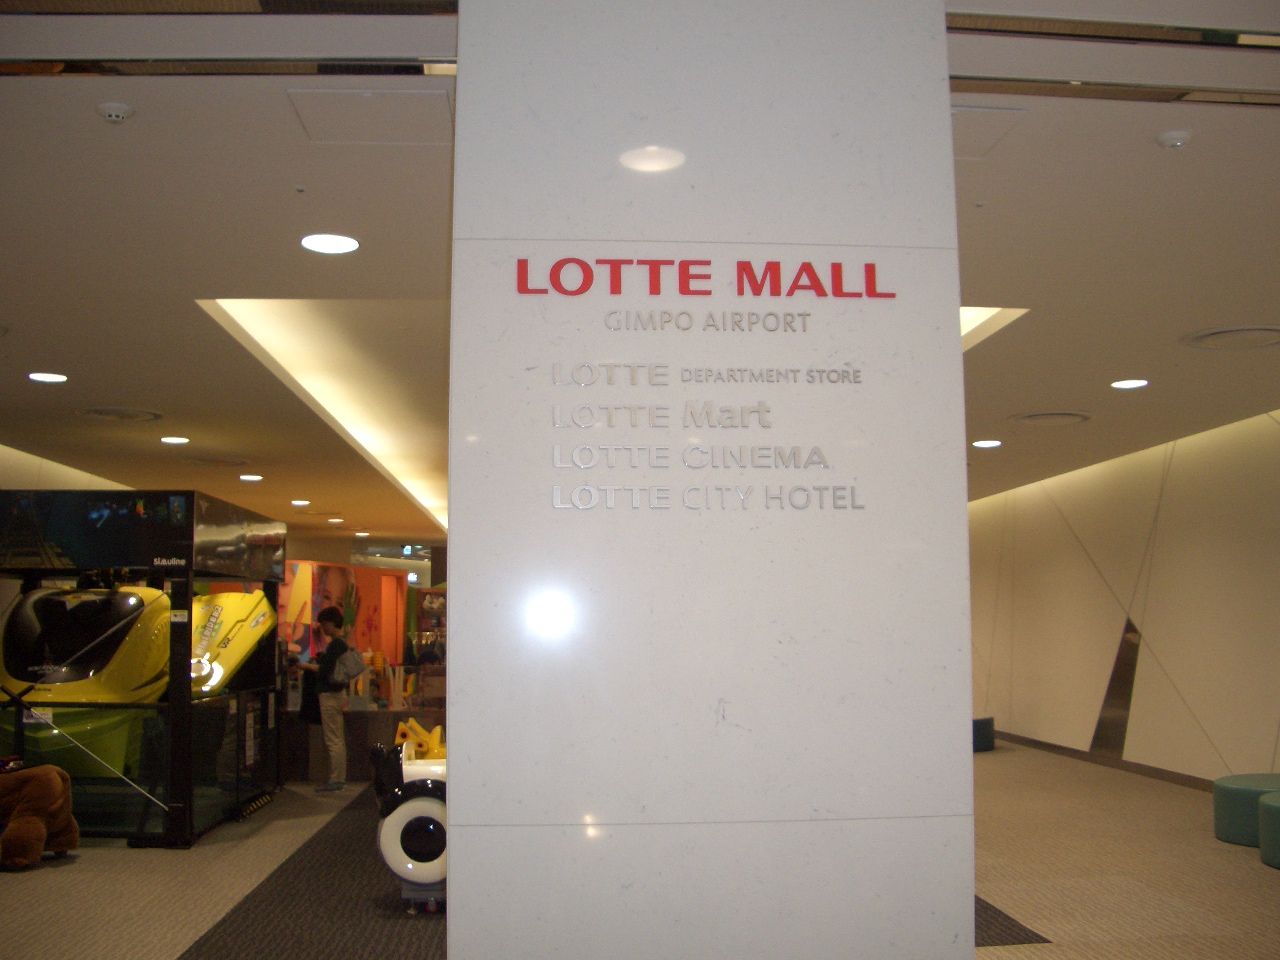 LOTTE MALL
GIMPO AIRPORT
LOTTE DEPARTMENT STORE
LOTTE Mart
LOTTE CINEMA
LOTTE CITY HOTEL